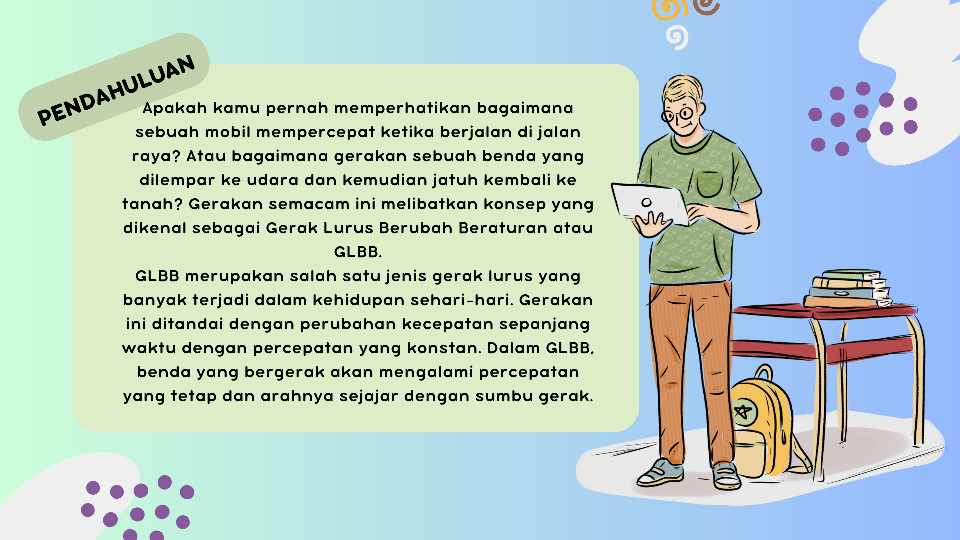 PENDAHULUAN
Apakah kamu pernah memperhatikan bagaimana
sebuah mobil mempercepat ketika berjalan di jalan
raya? Atau bagaimana gerakan sebuah benda yang
dilempar ke udara dan kemudian jatuh kembali ke
tanah? Gerakan semacam ini melibatkan konsep yang
dikenal sebagai Gerak Lurus Berubah Beraturan atau
GLBB.
GLBB merupakan salah satu jenis gerak lurus yang
banyak terjadi dalam kehidupan sehari-hari. Gerakan
ini ditandai dengan perubahan kecepatan sepanjang
waktu dengan percepatan yang konstan. Dalam GLBB,
benda yang bergerak akan mengalami percepatan
yang tetap dan arahnya sejajar dengan sumbu gerak.